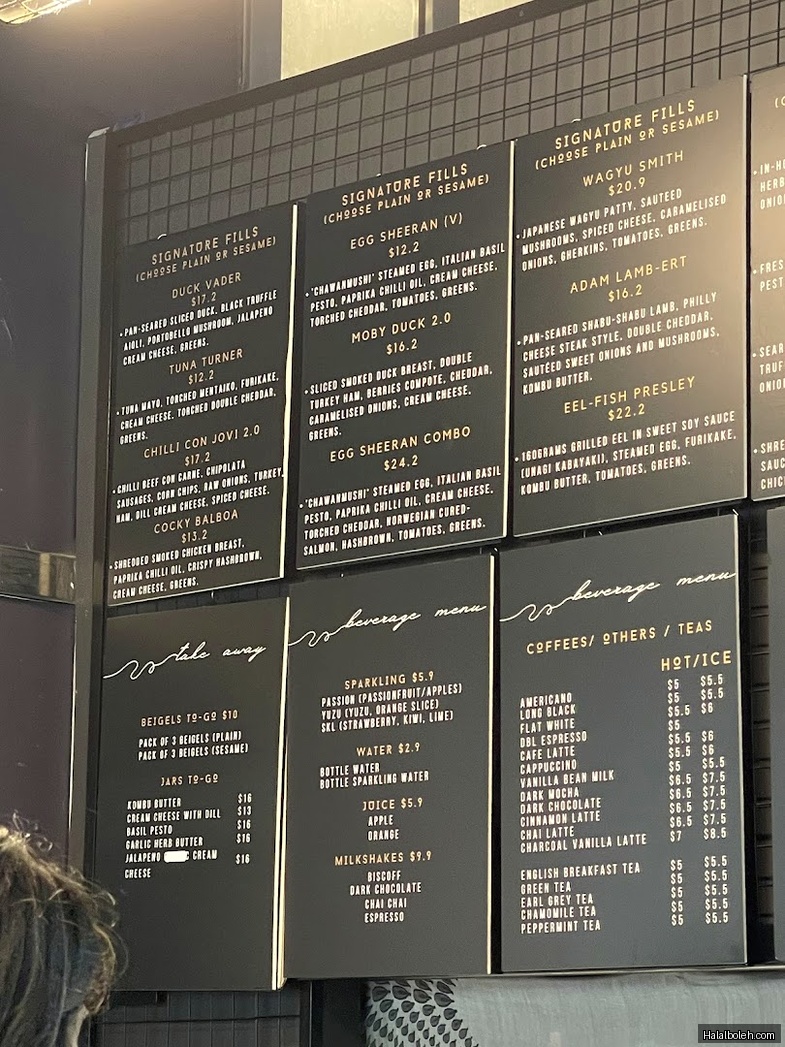 SIGNATURE FILLS
(CHOOSE PLAIN OR SESAME)
DUCK VADER
$17.2
• PAN-SEARED SLICED DUCK, BLACK TRUFFLE
AIOLI, PORTOBELLO MUSHROOM, JALAPENO
CREAM CHEESE, GREENS.
TUNA TURNER
$12.2
• TUNA MAYO, TORCHED MENTAIKO, FURIKAKE,
CREAM CHEESE, TORCHED DOUBLE CHEDDAR,
GREENS.
CHILLI CON JOVI 2.0
$17.2
• CHILLI BEEF CON CARNE, CHIPOLATA
SAUSAGES, CORN CHIPS, RAW ONIONS, TURKEY
HAM, DILL CREAM CHEESE, SPICED CHEESE.
COCKY BALBOA
$13.2
• SHREDDED SMOKED CHICKEN BREAST,
PAPRIKA CHILLI OIL, CRISPY HASHBROWN,
CREAM CHEESE, GREENS.
SIGNATURE FILLS
(CHOOSE PLAIN OR SESAME)
EGG SHEERAN (V)
$12.2
• 'CHAWANMUSHI' STEAMED EGG, ITALIAN BASIL
PESTO, PAPRIKA CHILLI OIL, CREAM CHEESE,
TORCHED CHEDDAR, TOMATOES, GREENS.
MOBY DUCK 2.0
$16.2
• SLICED SMOKED DUCK BREAST, DOUBLE
TURKEY HAM, BERRIES COMPOTE, CHEDDAR,
CARAMELISED ONIONS, CREAM CHEESE,
GREENS.
EGG SHEERAN COMBO
$24.2
• 'CHAWANMUSHI' STEAMED EGG, ITALIAN BASIL
PESTO, PAPRIKA CHILLI OIL, CREAM CHEESE,
TORCHED CHEDDAR, NORWEGIAN CURED-
SALMON, HASHBROWN, TOMATOES, GREENS.
SIGNATURE FILLS
(CHOOSE PLAIN OR SESAME)
WAGYU SMITH
$20.9
• JAPANESE WAGYU PATTY, SAUTEED
MUSHROOMS, SPICED CHEESE, CARAMELISED
ONIONS, GHERKINS, TOMATOES, GREENS.
ADAM LAMB-ERT
$16.2
• PAN-SEARED SHABU-SHABU LAMB, PHILLY
CHEESE STEAK STYLE, DOUBLE CHEDDAR,
SAUTÉED SWEET ONIONS AND MUSHROOMS,
KOMBU BUTTER.
EEL-FISH PRESLEY
$22.2
• 160GRAMS GRILLED EEL IN SWEET SOY SAUCE
(UNAGI KABAYAKI), STEAMED EGG, FURIKAKE,
KOMBU BUTTER, TOMATOES, GREENS.
take away
BEIGELS TO-GO $10
PACK OF 3 BEIGELS (PLAIN)
PACK OF 3 BEIGELS (SESAME)
JARS TO-GO
KOMBU BUTTER $16
CREAM CHEESE WITH DILL $13
BASIL PESTO $16
GARLIC HERB BUTTER $16
JALAPENO CREAM $16
CHEESE
beverage menu
SPARKLING $5.9
PASSION (PASSIONFRUIT/APPLES)
YUZU (YUZU, ORANGE SLICE)
SKL (STRAWBERRY, KIWI, LIME)
WATER $2.9
BOTTLE WATER
BOTTLE SPARKLING WATER
JUICE $5.9
APPLE
ORANGE
MILKSHAKES $9.9
BISCOFF
DARK CHOCOLATE
CHAI CHAI
ESPRESSO
beverage menu
COFFEES/ OTHERS / TEAS
HOT/ICE
AMERICANO $5 $5.5
LONG BLACK $5 $5.5
FLAT WHITE $5.5 $6
DBL ESPRESSO $5
CAFE LATTE $5.5 $6
CAPPUCCINO $5.5 $6
VANILLA BEAN MILK $5 $5.5
DARK MOCHA $6.5 $7.5
DARK CHOCOLATE $6.5 $7.5
CINNAMON LATTE $6.5 $7.5
CHAI LATTE $6.5 $7.5
CHARCOAL VANILLA LATTE $7 $8.5
ENGLISH BREAKFAST TEA $5 $5.5
GREEN TEA $5 $5.5
EARL GREY TEA $5 $5.5
CHAMOMILE TEA $5 $5.5
PEPPERMINT TEA $5 $5.5
Halalboleh.com